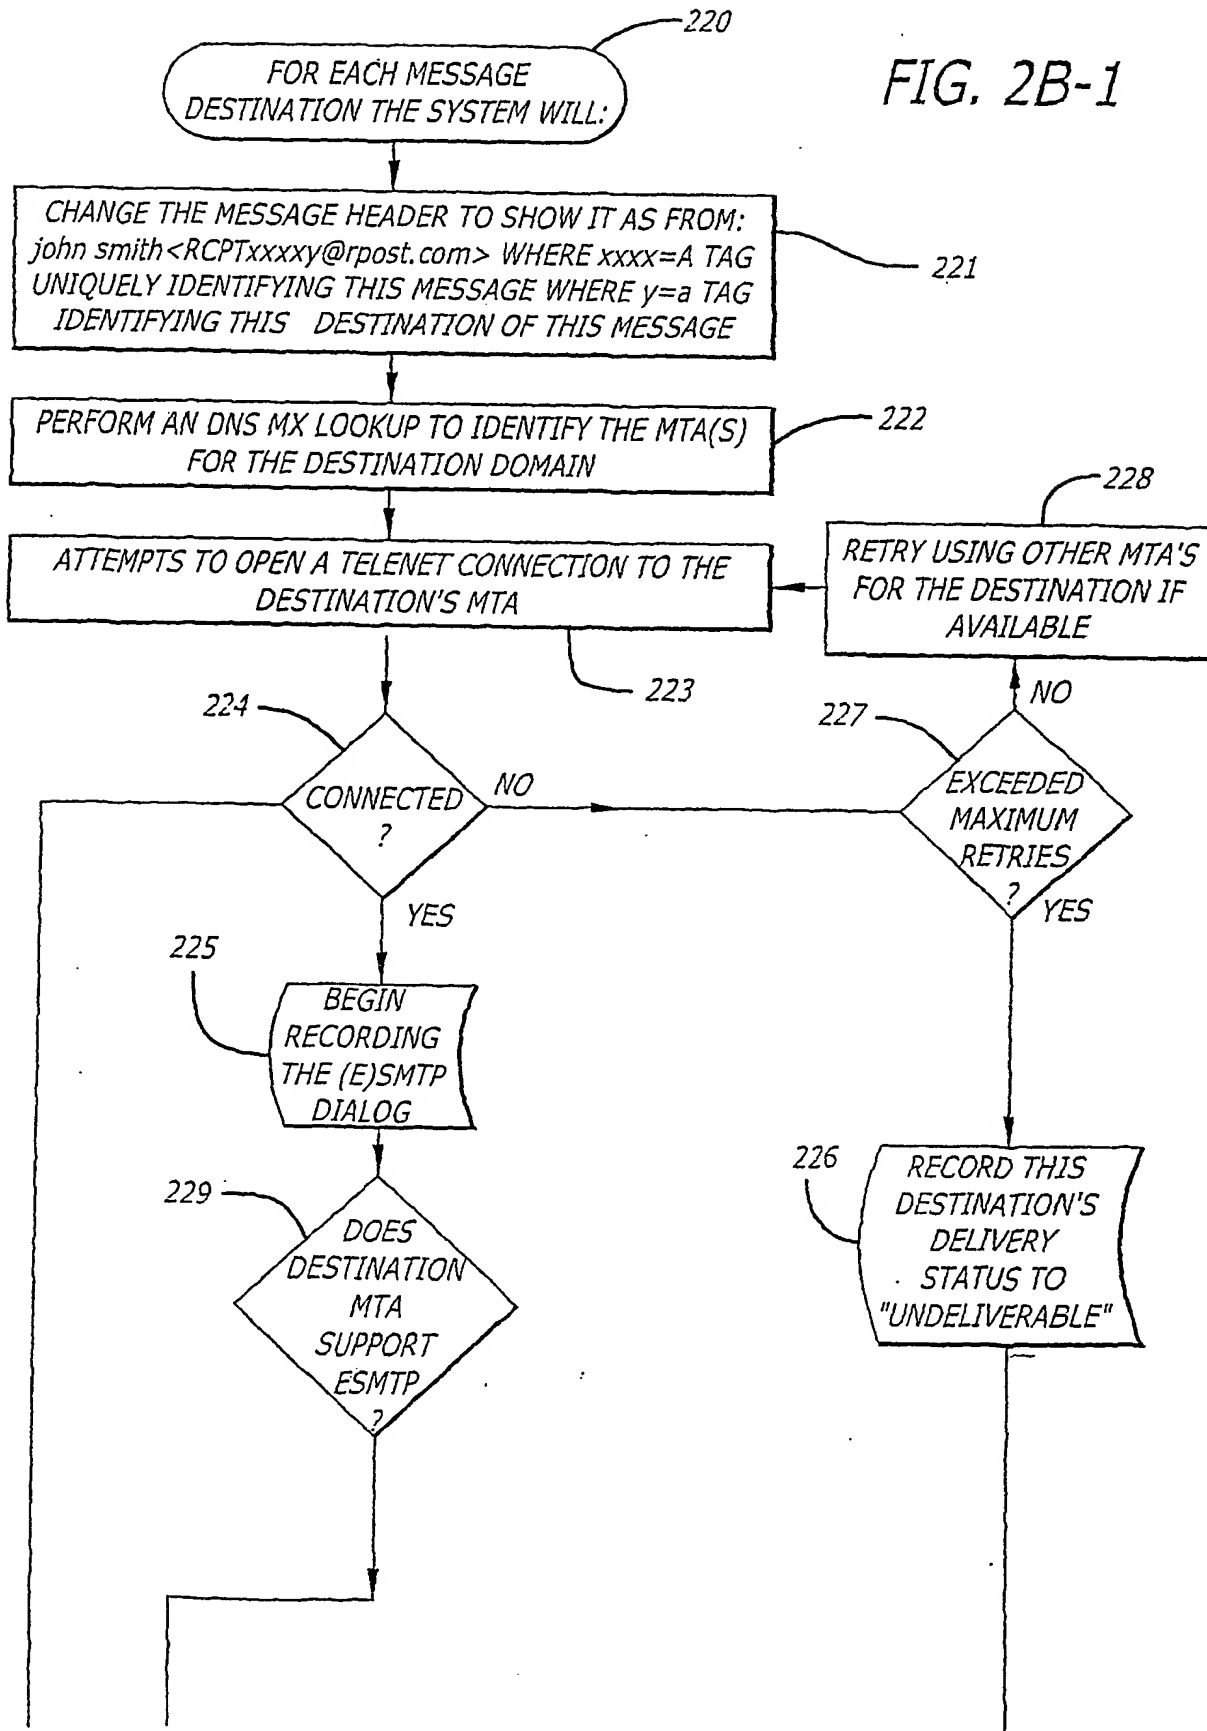 220
FIG. 2B-1
FOR EACH MESSAGE
DESTINATION THE SYSTEM WILL:
CHANGE THE MESSAGE HEADER TO SHOW IT AS FROM:
john smith<RCPTxxxxy@rpost.com> WHERE xxxx=A TAG
UNIQUELY IDENTIFYING THIS MESSAGE WHERE y=a TAG
IDENTIFYING THIS DESTINATION OF THIS MESSAGE
221
PERFORM AN DNS MX LOOKUP TO IDENTIFY THE MTA(S)
FOR THE DESTINATION DOMAIN
222
228
ATTEMPTS TO OPEN A TELENET CONNECTION TO THE
DESTINATION'S MTA
RETRY USING OTHER MTA'S
FOR THE DESTINATION IF
AVAILABLE
223
224
CONNECTED
?
NO
227
NO
EXCEEDED
MAXIMUM
RETRIES
?
YES
YES
225
BEGIN
RECORDING
THE (E)SMTP
DIALOG
226
RECORD THIS
DESTINATION'S
DELIVERY
STATUS TO
"UNDELIVERABLE"
229
DOES
DESTINATION
MTA
SUPPORT
ESMTP
?